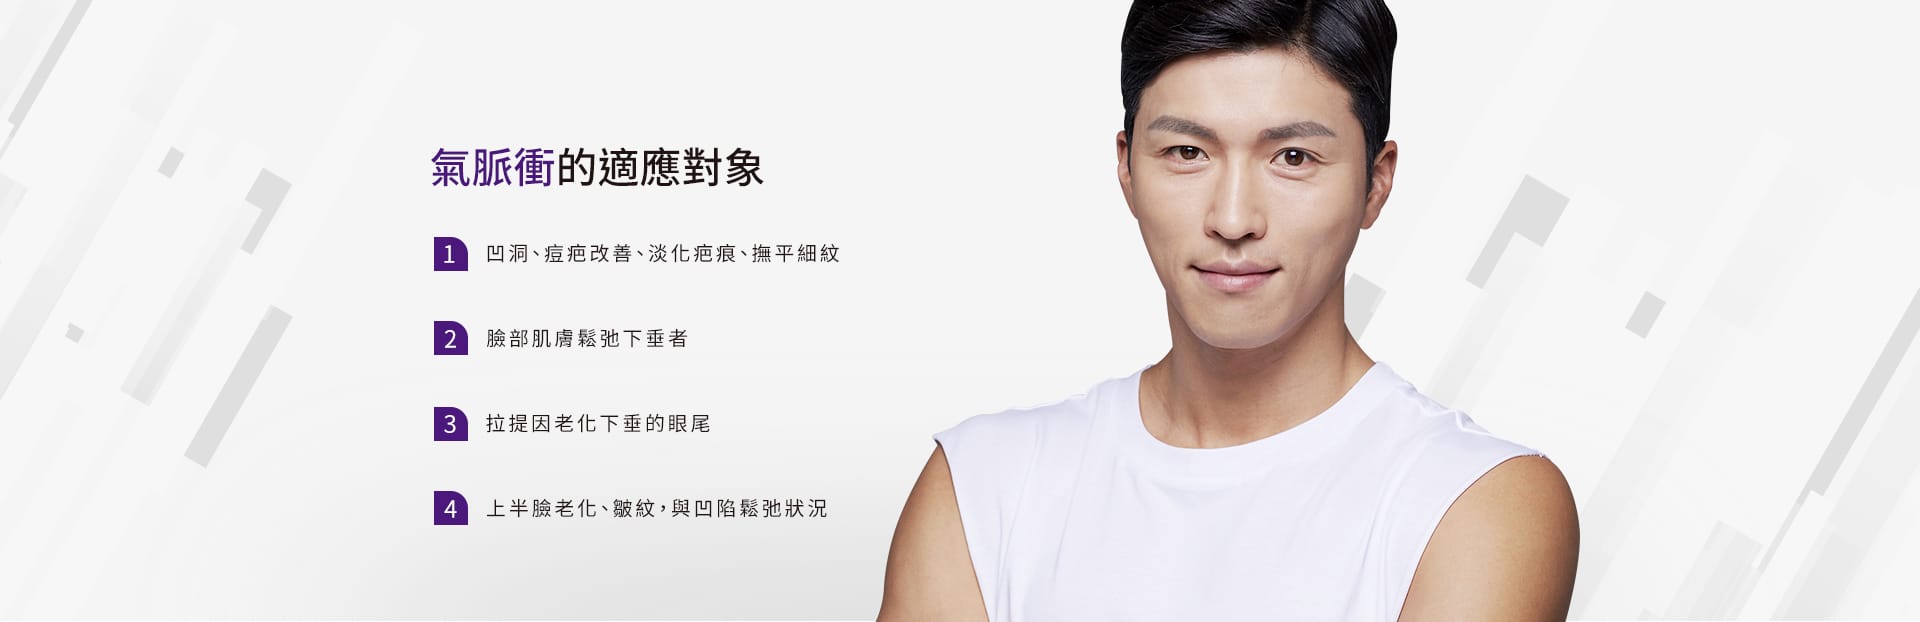 氣脈衝的適應對象
1 凹洞、痘疤改善、淡化疤痕、撫平細紋
2 臉部肌膚鬆弛下垂者
3 拉提因老化下垂的眼尾
4 上半臉老化、皺紋，與凹陷鬆弛狀況